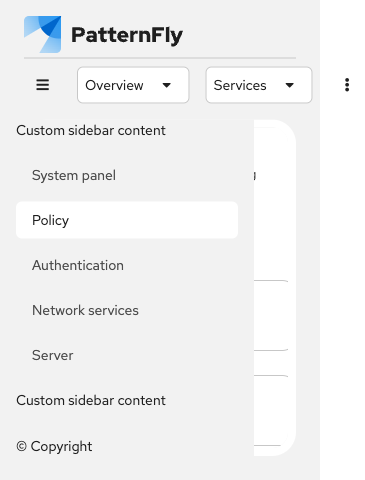 PatternFly
Overview
Services
Custom sidebar content
System panel
Policy
Authentication
Network services
Server
Custom sidebar content
© Copyright